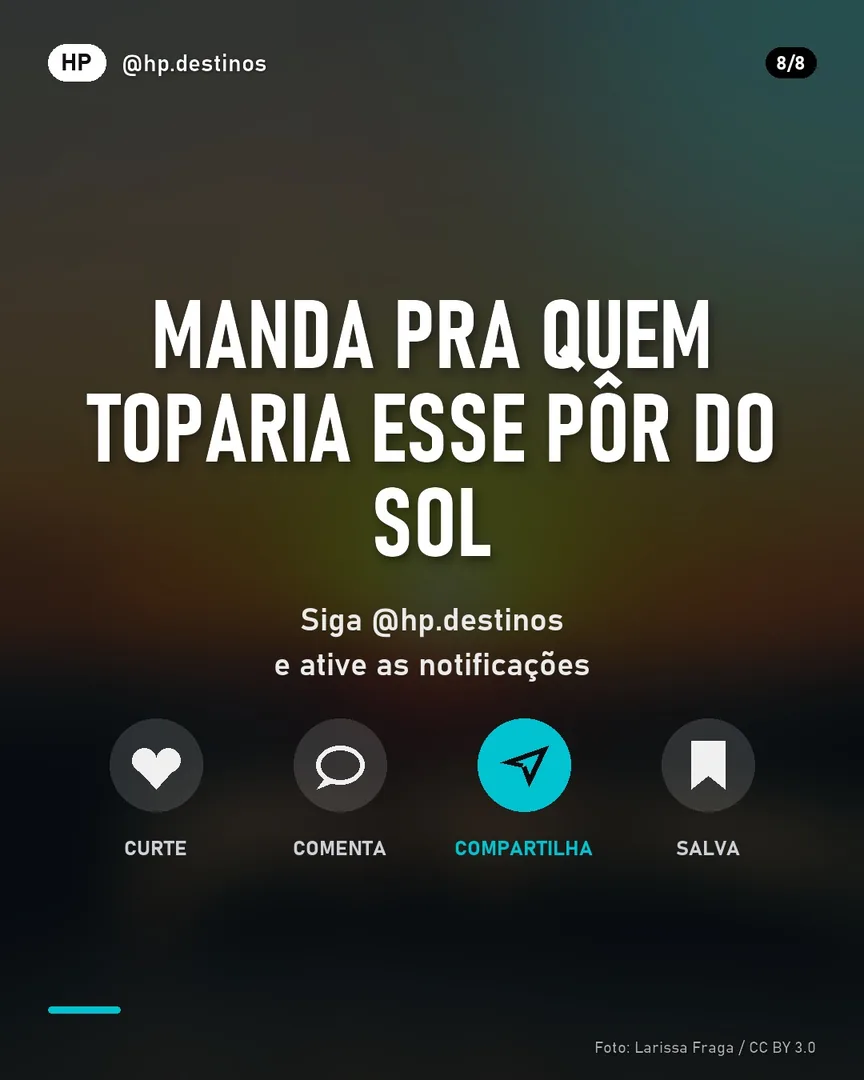 HP @hp.destinos 8/8
MANDA PRA QUEM
TOPARIA ESSE PÔR DO
SOL
Siga @hp.destinos
e ative as notificações
CURTE COMENTA COMPARTILHA SALVA
Foto: Larissa Fraga / CC BY 3.0